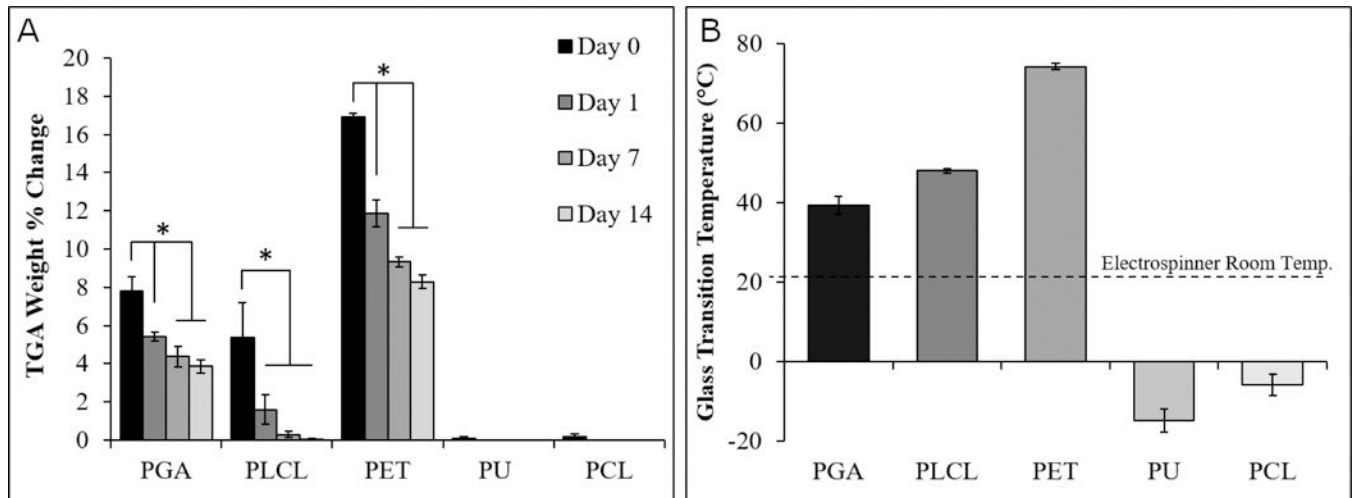 A
TGA Weight % Change
20
18
16
14
12
10
8
6
4
2
0
*
*
*
Day 0
Day 1
Day 7
Day 14
PGA PLCL PET PU PCL
B
Glass Transition Temperature (°C)
80
60
40
20
0
-20
Electrospinner Room Temp.
PGA PLCL PET PU PCL